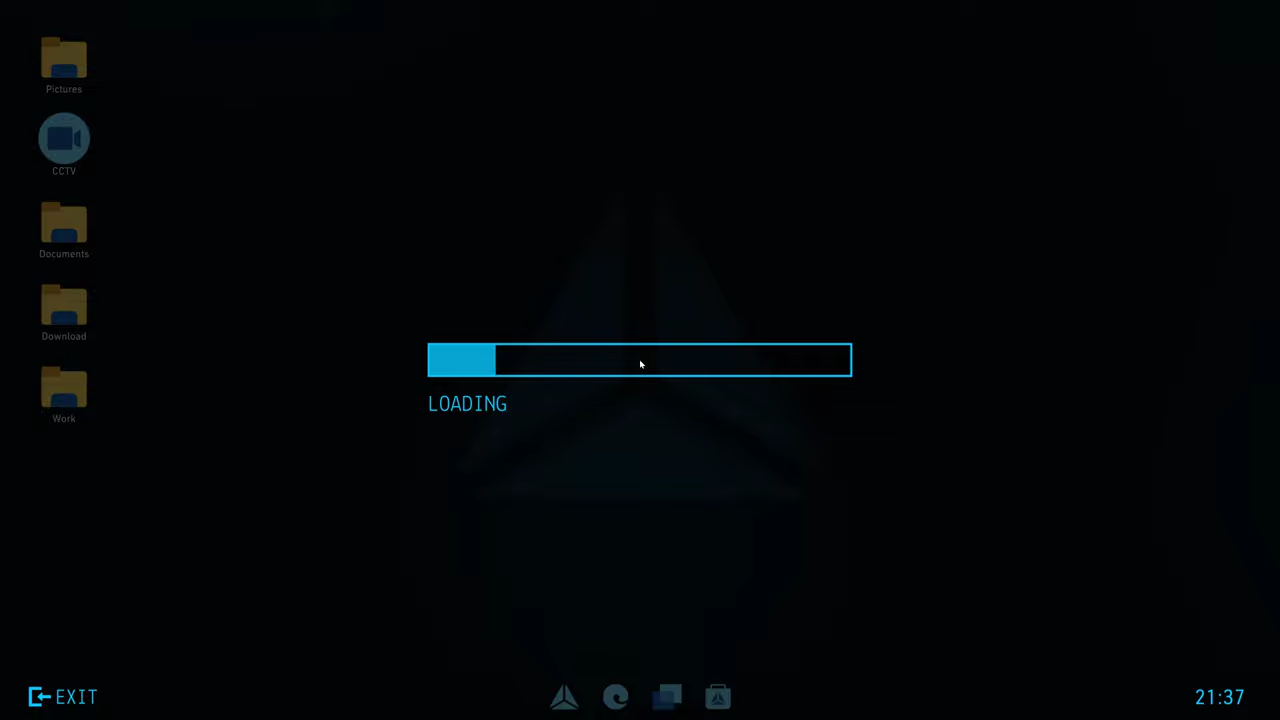 Pictures
CCTV
Documents
Download
Work
LOADING
EXIT
21:37